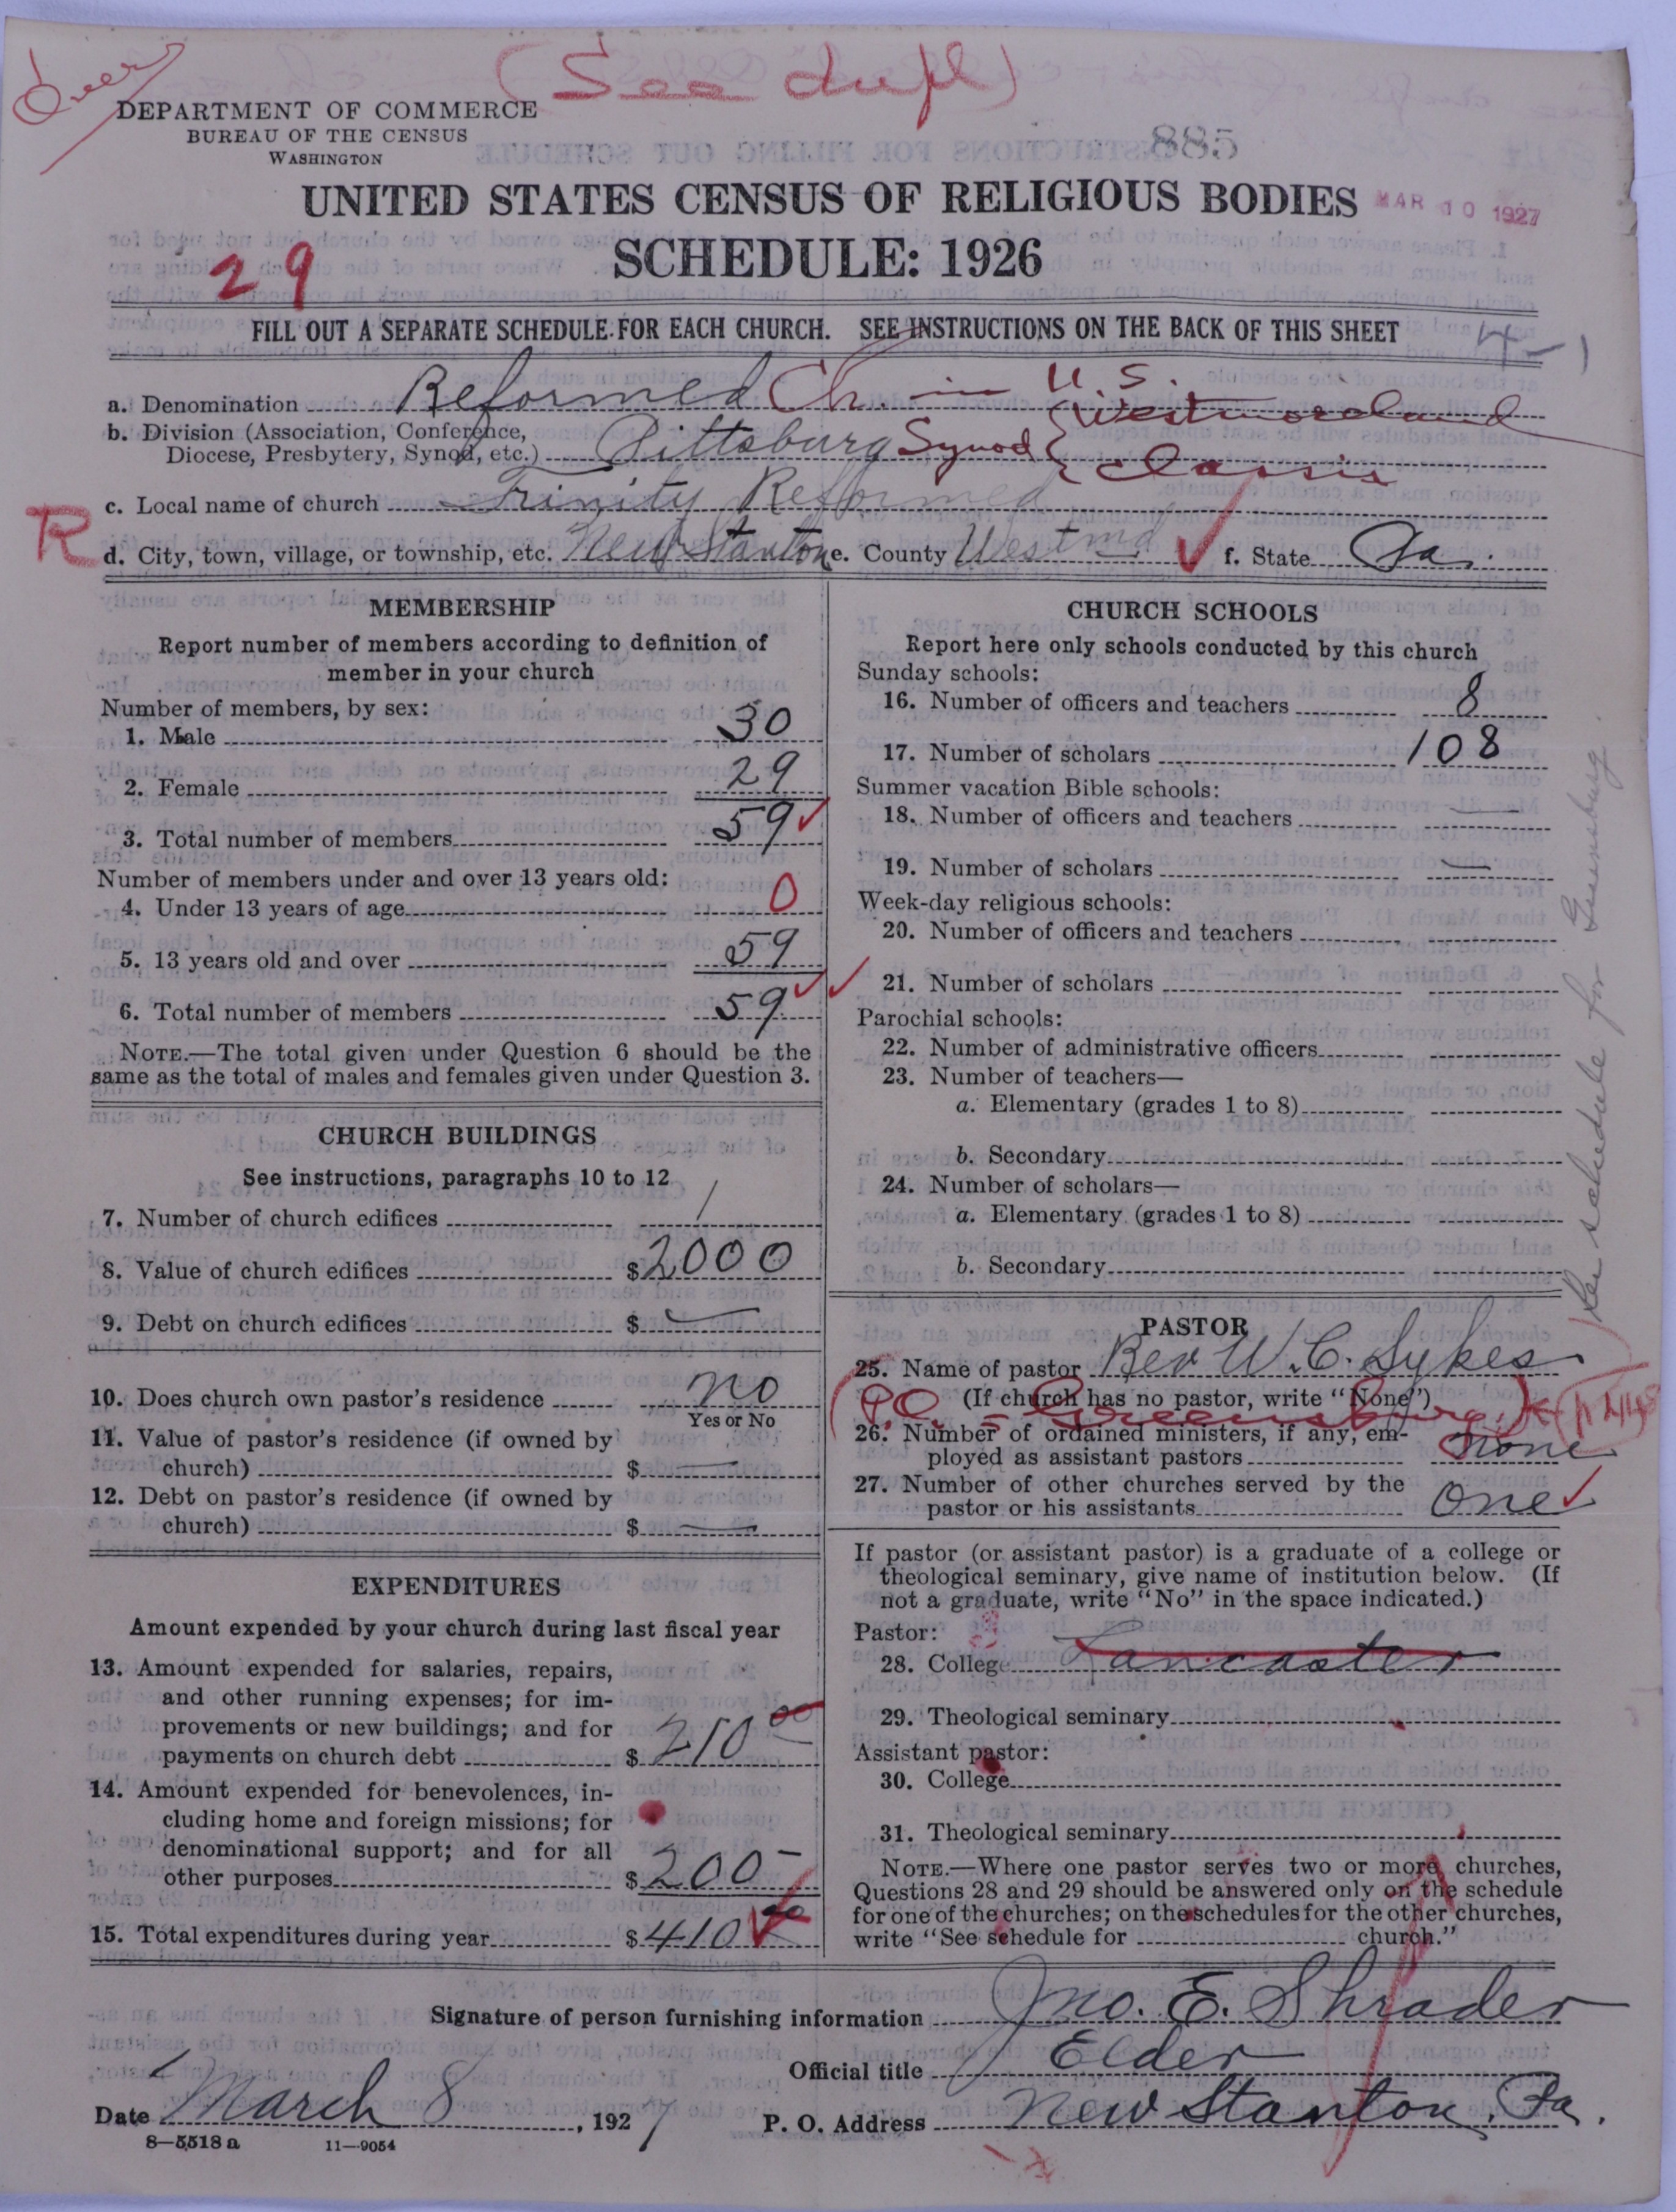 Queer
(See dupl)
DEPARTMENT OF COMMERCE
BUREAU OF THE CENSUS
WASHINGTON
885
UNITED STATES CENSUS OF RELIGIOUS BODIES
MAR 10 1927
SCHEDULE: 1926
29
FILL OUT A SEPARATE SCHEDULE FOR EACH CHURCH. SEE INSTRUCTIONS ON THE BACK OF THIS SHEET
4-1
a. Denomination Reformed Ch. in U.S.
b. Division (Association, Conference, Diocese, Presbytery, Synod, etc.) Pittsburg Synod { Westmoreland Classis
c. Local name of church Trinity Reformed
R
d. City, town, village, or township, etc. New Stanton e. County Westmd f. State Pa.
MEMBERSHIP
Report number of members according to definition of
member in your church
Number of members, by sex:
1. Male 30
2. Female 29
3. Total number of members 59
Number of members under and over 13 years old:
4. Under 13 years of age 0
5. 13 years old and over 59
6. Total number of members 59
NOTE.—The total given under Question 6 should be the
same as the total of males and females given under Question 3.
CHURCH BUILDINGS
See instructions, paragraphs 10 to 12
7. Number of church edifices 1
8. Value of church edifices $2000
9. Debt on church edifices $ —
10. Does church own pastor's residence no
Yes or No
11. Value of pastor's residence (if owned by
church) $ —
12. Debt on pastor's residence (if owned by
church) $ —
EXPENDITURES
Amount expended by your church during last fiscal year
13. Amount expended for salaries, repairs,
and other running expenses; for im-
provements or new buildings; and for
payments on church debt $ 210 00
14. Amount expended for benevolences, in-
cluding home and foreign missions; for
denominational support; and for all
other purposes $ 200 —
15. Total expenditures during year $ 410 00
CHURCH SCHOOLS
Report here only schools conducted by this church
Sunday schools:
16. Number of officers and teachers 8
17. Number of scholars 108
Summer vacation Bible schools:
18. Number of officers and teachers —
19. Number of scholars —
Week-day religious schools:
20. Number of officers and teachers
21. Number of scholars
Parochial schools:
22. Number of administrative officers
23. Number of teachers—
a. Elementary (grades 1 to 8)
b. Secondary
24. Number of scholars—
a. Elementary (grades 1 to 8)
b. Secondary
See schedule for Greensburg.
PASTOR
25. Name of pastor Rev W. C. Sykes
(If church has no pastor, write "None")
(P.O. - Greensburg.)
26. Number of ordained ministers, if any, em-
ployed as assistant pastors none
27. Number of other churches served by the
pastor or his assistants one
If pastor (or assistant pastor) is a graduate of a college or
theological seminary, give name of institution below. (If
not a graduate, write "No" in the space indicated.)
Pastor:
28. College Lancaster
29. Theological seminary
Assistant pastor:
30. College
31. Theological seminary
NOTE.—Where one pastor serves two or more churches,
Questions 28 and 29 should be answered only on the schedule
for one of the churches; on the schedules for the other churches,
write "See schedule for church."
Signature of person furnishing information Jno. E. Shrader
Official title Elder
Date March 8, 1927
P. O. Address New Stanton, Pa.
8—5518 a 11—9054